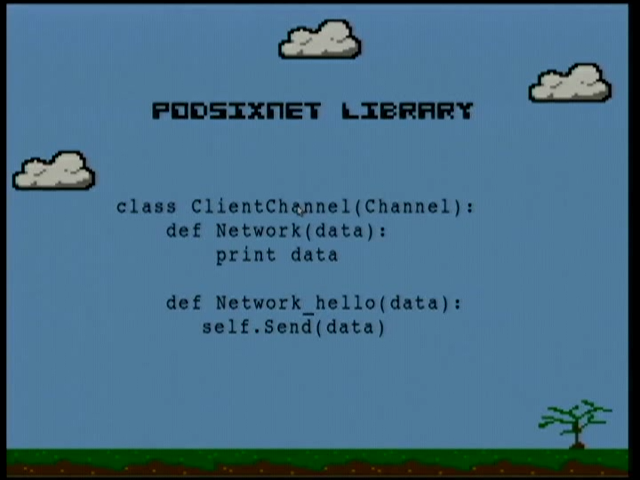 PODSIXNET LIBRARY
class ClientChannel(Channel):
def Network(data):
print data
def Network_hello(data):
self.Send(data)